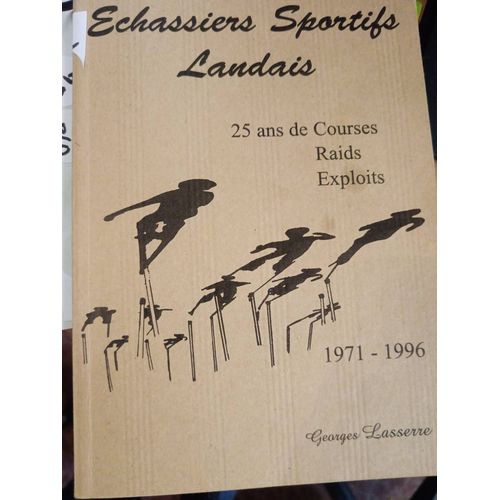 Echassiers Sportifs
Landais
25 ans de Courses
Raids
Exploits
1971 - 1996
Georges Lasserre